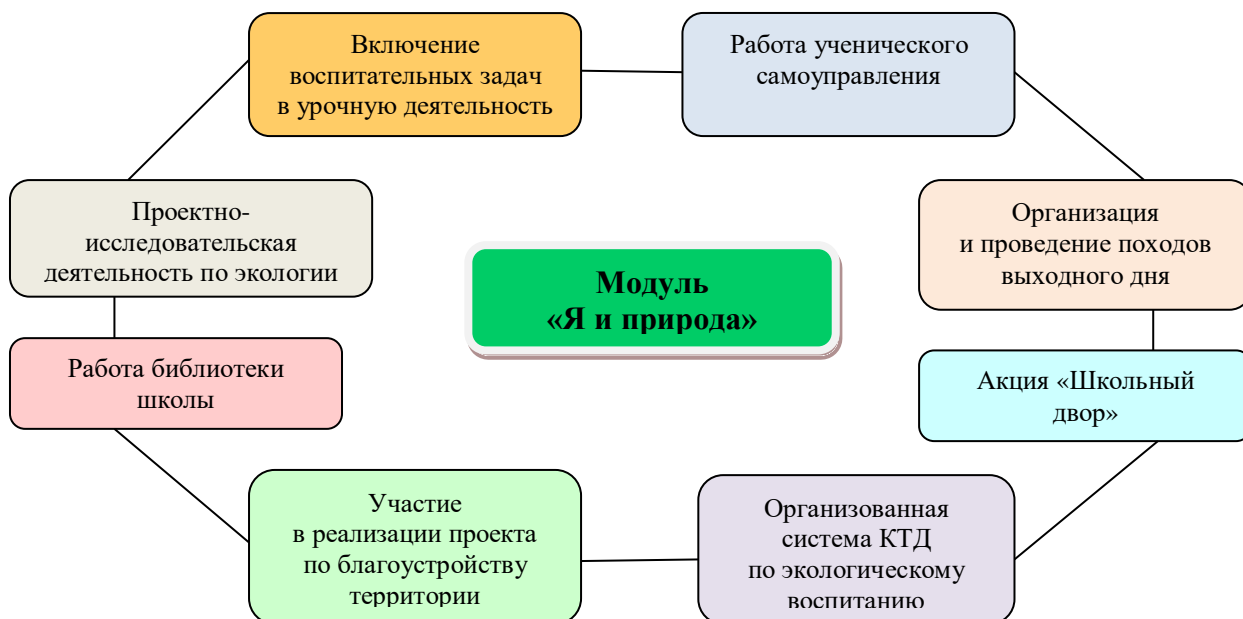 Включение
воспитательных задач
в урочную деятельность
Работа ученического
самоуправления
Проектно-
исследовательская
деятельность по экологии
Организация
и проведение походов
выходного дня
Модуль
«Я и природа»
Работа библиотеки
школы
Акция «Школьный
двор»
Участие
в реализации проекта
по благоустройству
территории
Организованная
система КТД
по экологическому
воспитанию